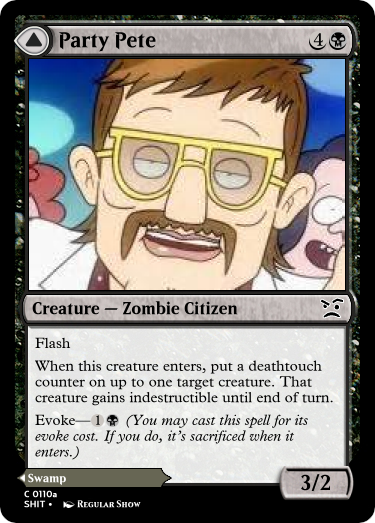 Party Pete 4
Creature — Zombie Citizen
Flash
When this creature enters, put a deathtouch
counter on up to one target creature. That
creature gains indestructible until end of turn.
Evoke—1 (You may cast this spell for its
evoke cost. If you do, it's sacrificed when it
enters.)
Swamp
3/2
C 0110a
SHIT • Regular Show